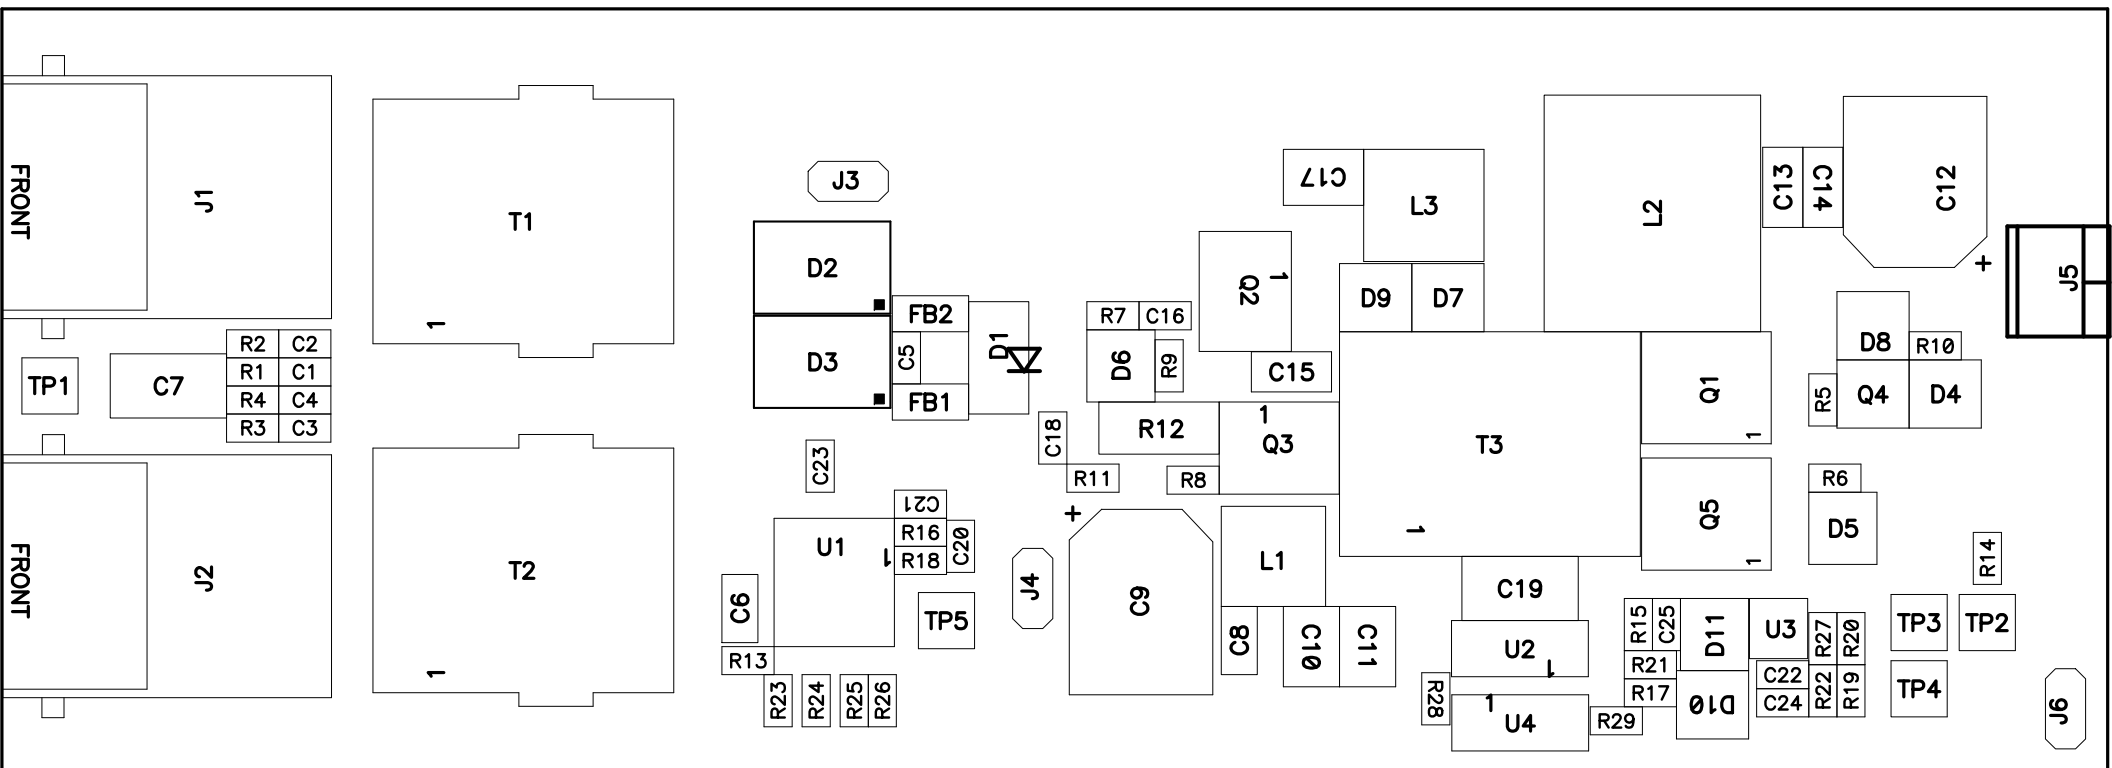 FRONT
J1
T1
1
J3
D2
D3
FB2
C5
FB1
D1
R2 C2
R1 C1
R4 C4
R3 C3
TP1
C7
FRONT
J2
T2
1
C23
C21
R16
R18
C20
U1
1
C6
TP5
R13
R23
R24
R25
R26
J4
C18
R11
R7
C16
D6
R9
R12
R8
Q2
1
C15
Q3
1
C17
L3
D9
D7
L2
C13
C14
C12
+
J5
T3
1
Q1
1
Q5
1
D8
R10
R5
Q4
D4
R6
D5
R14
+
C9
L1
C8
C10
C11
C19
U2
1
R28
1
U4
R29
R15
C25
D11
U3
R27
R20
R21
R17
D10
C22
C24
R22
R19
TP3
TP2
TP4
J6